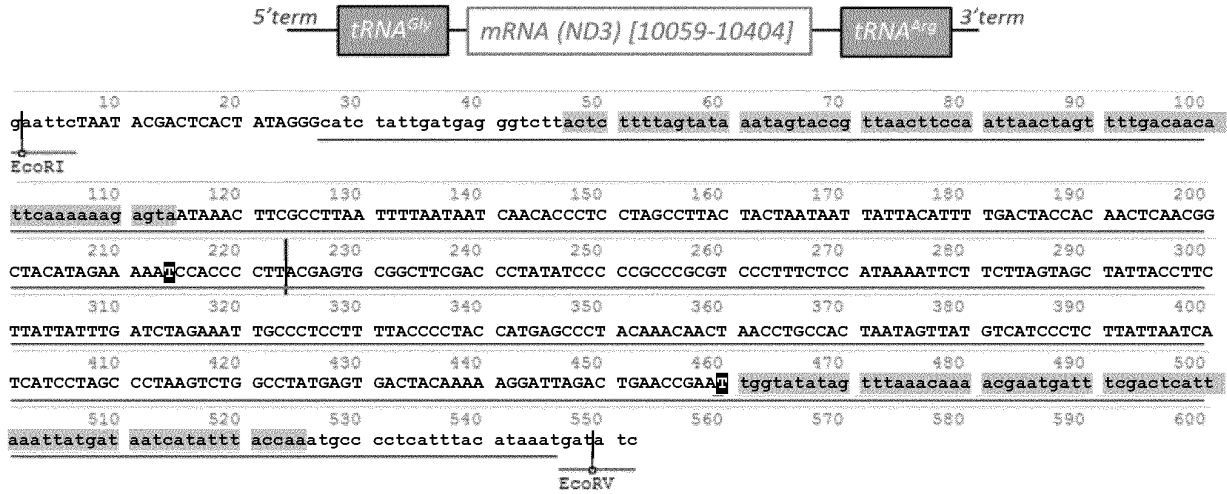 5'term tRNA^Gly mRNA (ND3) [10059-10404] tRNA^Arg 3'term
10 20 30 40 50 60 70 80 90 100
gaattcTAAT ACGACTCACT ATAGGGcatc tattgatgag ggtcttactc ttttagtata aatagtaccg ttaacttcca attaactagt tttgacaaca
EcoRI
110 120 130 140 150 160 170 180 190 200
ttcaaaaaag agtaATAAAC TTCGCCTTAA TTTTAATAAT CAACACCCTC CTAGCCTTAC TACTAATAAT TATTACATTT TGACTACCAC AACTCAACGG
210 220 230 240 250 260 270 280 290 300
CTACATAGAA AAATCCACCC CTTACGAGTG CGGCTTCGAC CCTATATCCC CCGCCCGCGT CCCTTTCTCC ATAAAATTCT TCTTAGTAGC TATTACCTTC
310 320 330 340 350 360 370 380 390 400
TTATTATTTG ATCTAGAAAT TGCCCTCCTT TTACCCCTAC CATGAGCCCT ACAAACAACT AACCTGCCAC TAATAGTTAT GTCATCCCTC TTATTAATCA
410 420 430 440 450 460 470 480 490 500
TCATCCTAGC CCTAAGTCTG GCCTATGAGT GACTACAAAA AGGATTAGAC TGAACCGAAT tggtatatag tttaaacaaa acgaatgatt tcgactcatt
510 520 530 540 550 560 570 580 590 600
aaattatgat aatcatattt accaaatgcc cctcatttac ataaatgata tc
EcoRV